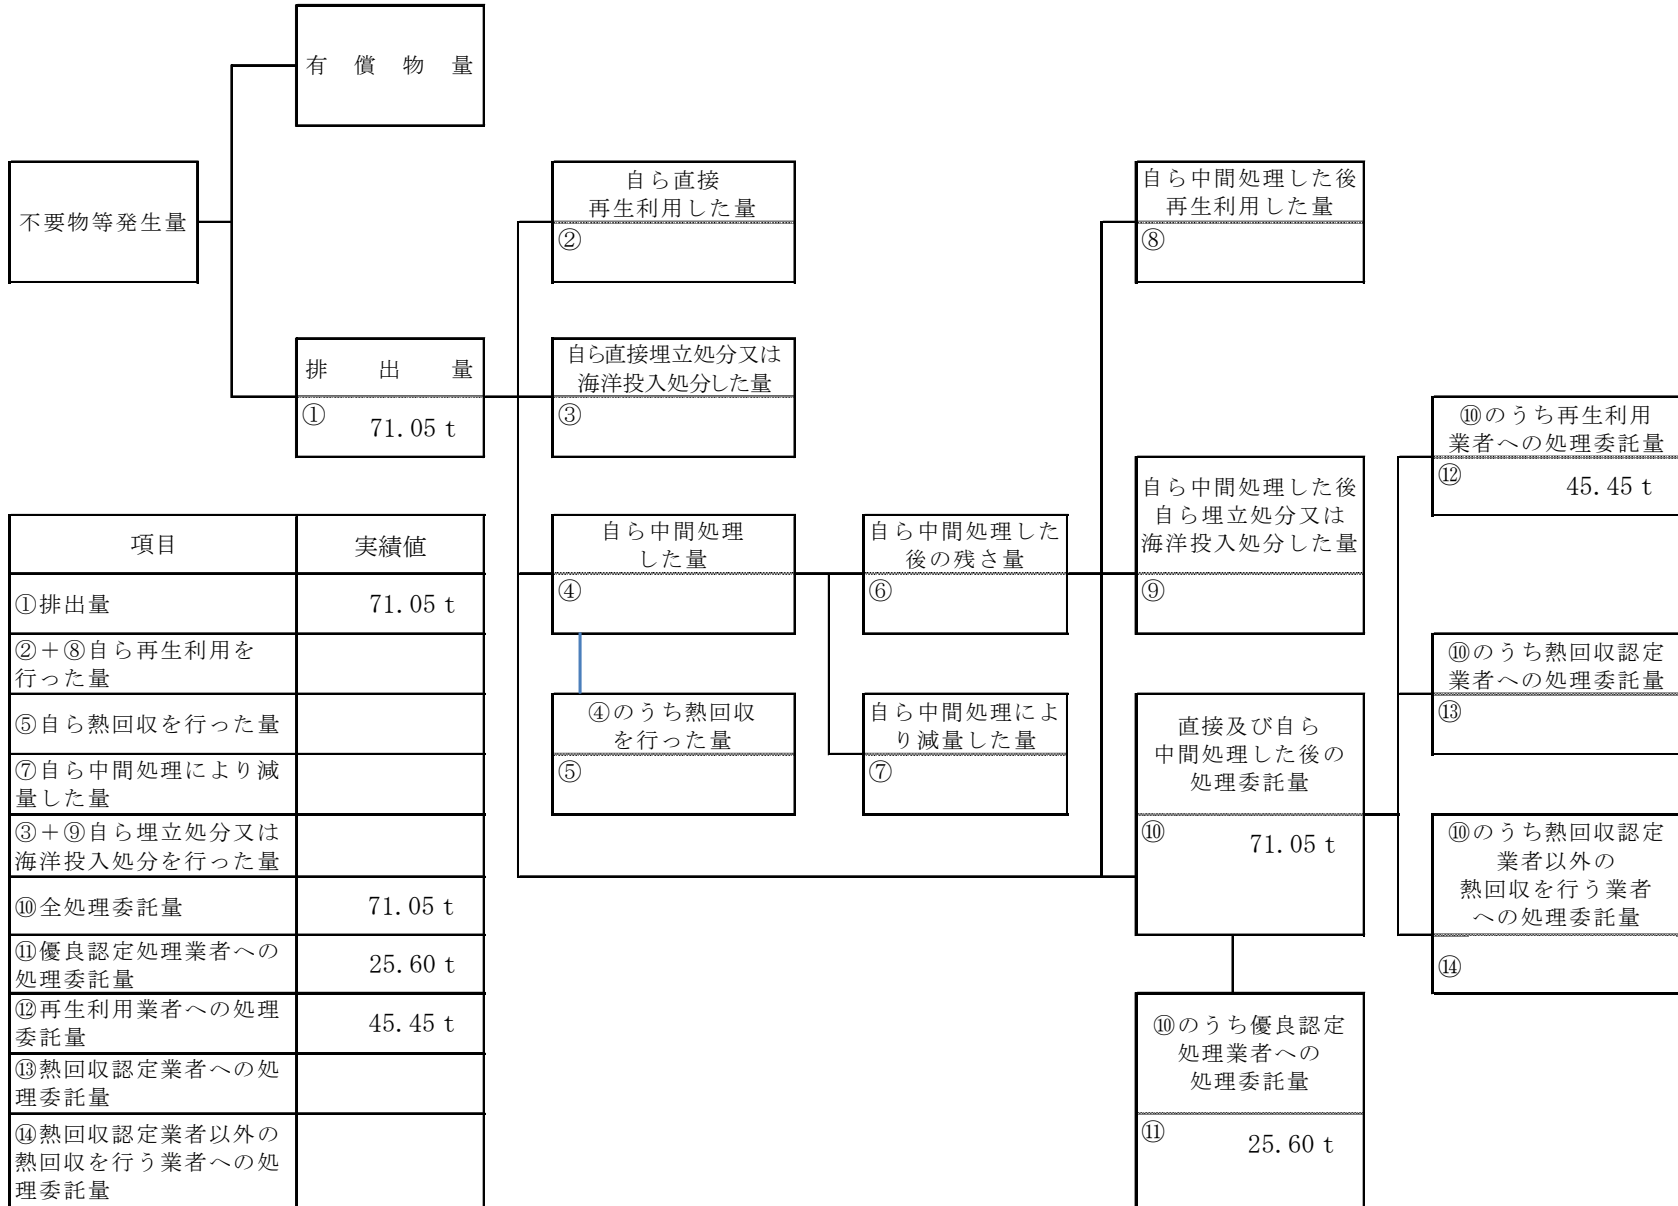 有償物量
不要物等発生量
自ら直接
再生利用した量
②
自ら中間処理した後
再生利用した量
⑧
排出量
① 71.05 t
自ら直接埋立処分又は
海洋投入処分した量
③
⑩のうち再生利用
業者への処理委託量
⑫ 45.45 t
自ら中間処理
した量
④
自ら中間処理した
後の残さ量
⑥
自ら中間処理した後
自ら埋立処分又は
海洋投入処分した量
⑨
④のうち熱回収
を行った量
⑤
自ら中間処理によ
り減量した量
⑦
直接及び自ら
中間処理した後の
処理委託量
⑩ 71.05 t
⑩のうち熱回収認定
業者への処理委託量
⑬
⑩のうち熱回収認定
業者以外の
熱回収を行う業者
への処理委託量
⑭
⑩のうち優良認定
処理業者への
処理委託量
⑪ 25.60 t
項目 実績値
①排出量 71.05 t
②＋⑧自ら再生利用を
行った量
⑤自ら熱回収を行った量
⑦自ら中間処理により減
量した量
③＋⑨自ら埋立処分又は
海洋投入処分を行った量
⑩全処理委託量 71.05 t
⑪優良認定処理業者への
処理委託量 25.60 t
⑫再生利用業者への処理
委託量 45.45 t
⑬熱回収認定業者への処
理委託量
⑭熱回収認定業者以外の
熱回収を行う業者への処
理委託量